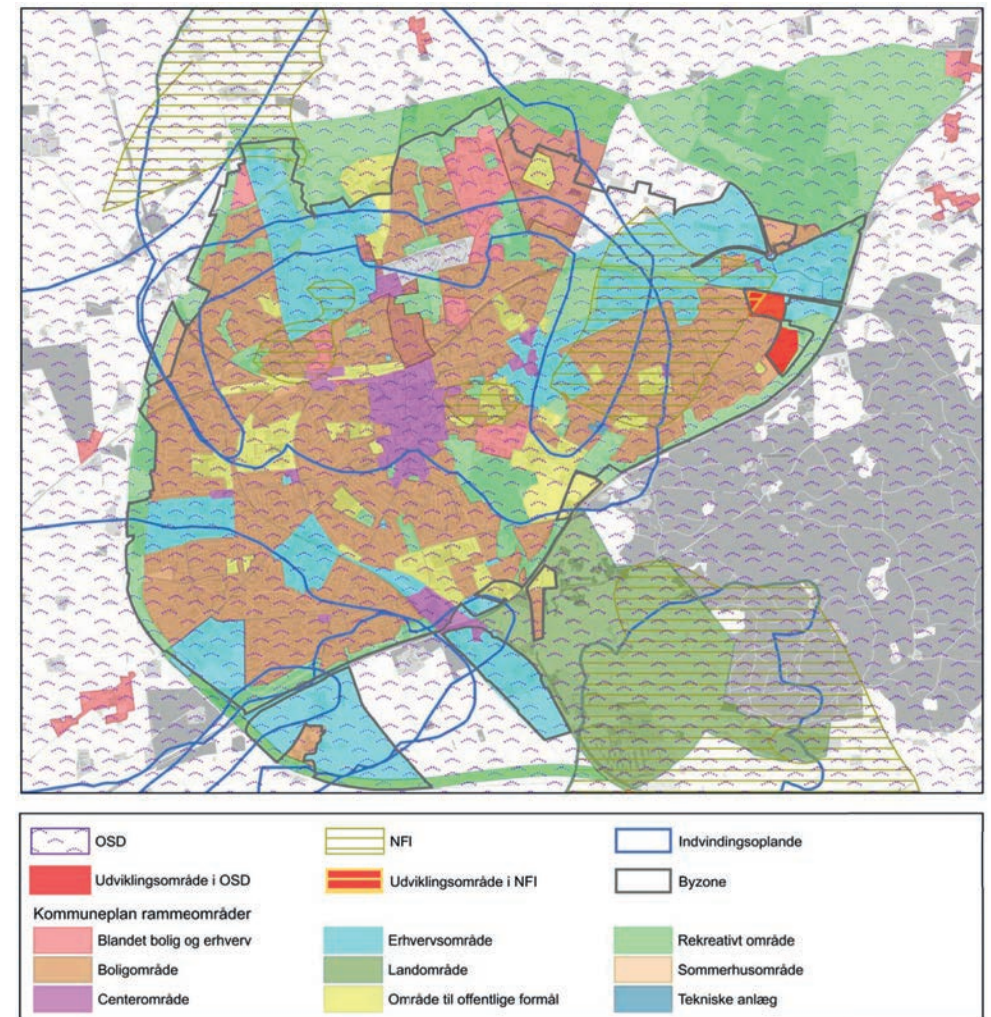 OSD
NFI
Indvindingsoplande
Udviklingsområde i OSD
Udviklingsområde i NFI
Byzone
Kommuneplan rammeområder
Blandet bolig og erhverv
Erhvervsområde
Rekreativt område
Boligområde
Landområde
Sommerhusområde
Centerområde
Område til offentlige formål
Tekniske anlæg